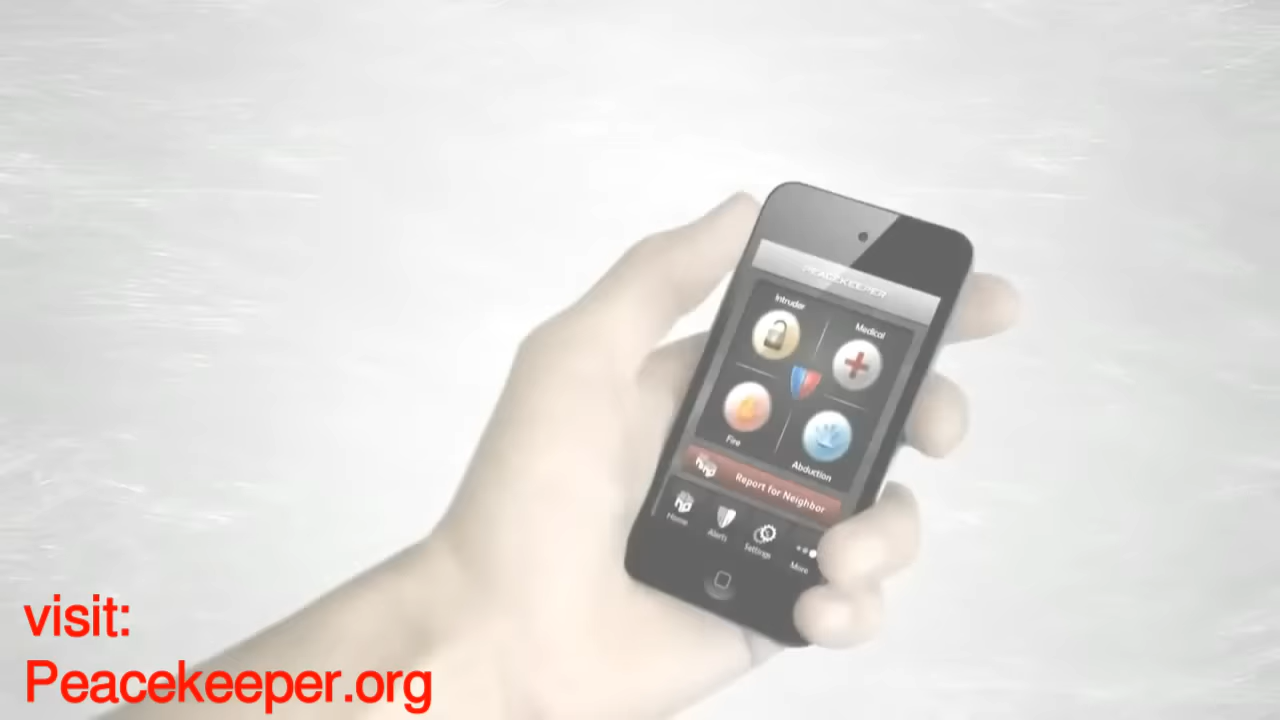 PEACEKEEPER
Intruder
Medical
Fire
Abduction
Report for Neighbor
Home
Alerts
Settings
More
visit:
Peacekeeper.org